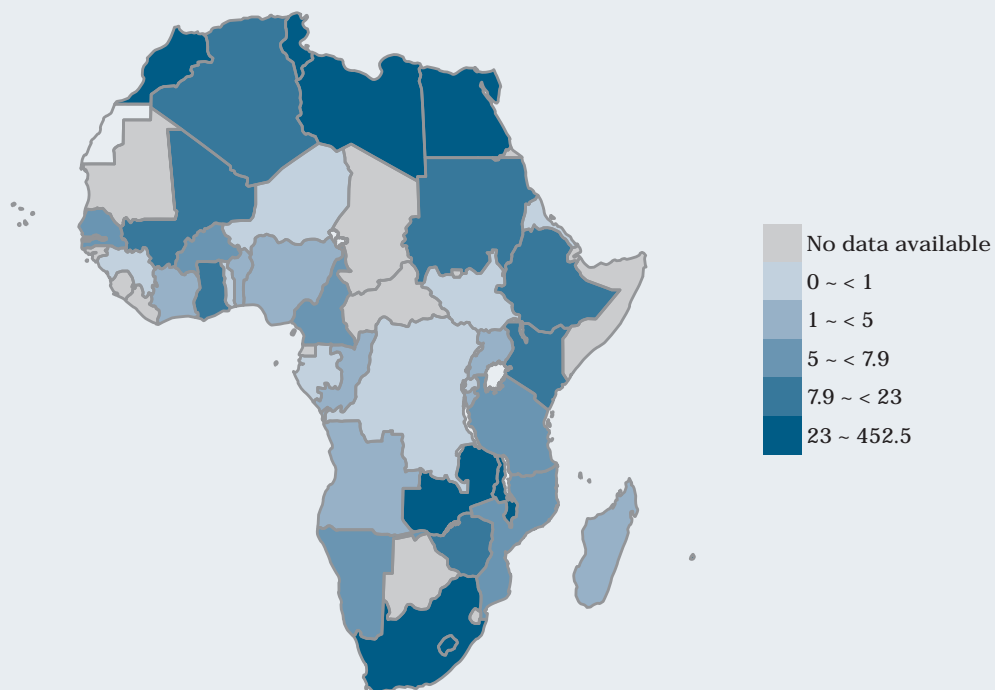 No data available
0 ~ < 1
1 ~ < 5
5 ~ < 7.9
7.9 ~ < 23
23 ~ 452.5